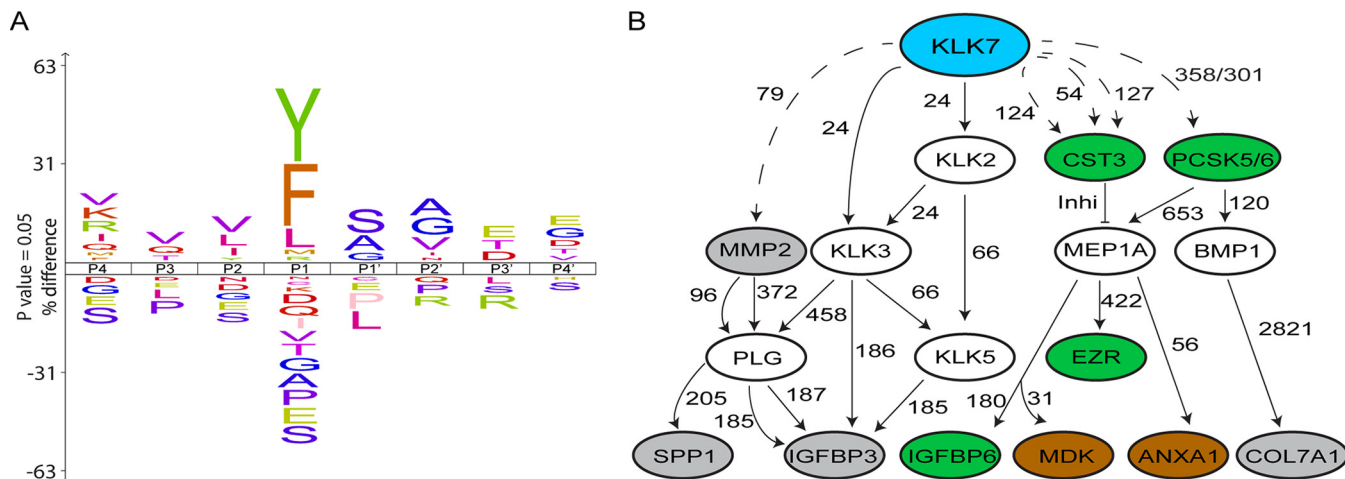 A
B
63
31
-31
-63
P value = 0.05
% difference
V
K
R
I
Q
V
Q
T
V
L
I
Y
F
L
M
S
A
G
A
G
V
E
T
D
E
G
D
T
V
P4 P3 P2 P1 P1' P2' P3' P4'
D
G
E
S
E
L
P
N
D
G
E
S
K
D
Q
I
V
T
G
A
P
E
S
E
P
L
Q
P
R
L
S
R
S
KLK7
79
24
24
124
54
127
358/301
KLK2
CST3
PCSK5/6
24
Inhi
653
120
MMP2
KLK3
66
MEP1A
BMP1
96
372
458
66
186
422
56
2821
PLG
KLK5
EZR
205
185
187
185
180
31
SPP1
IGFBP3
IGFBP6
MDK
ANXA1
COL7A1